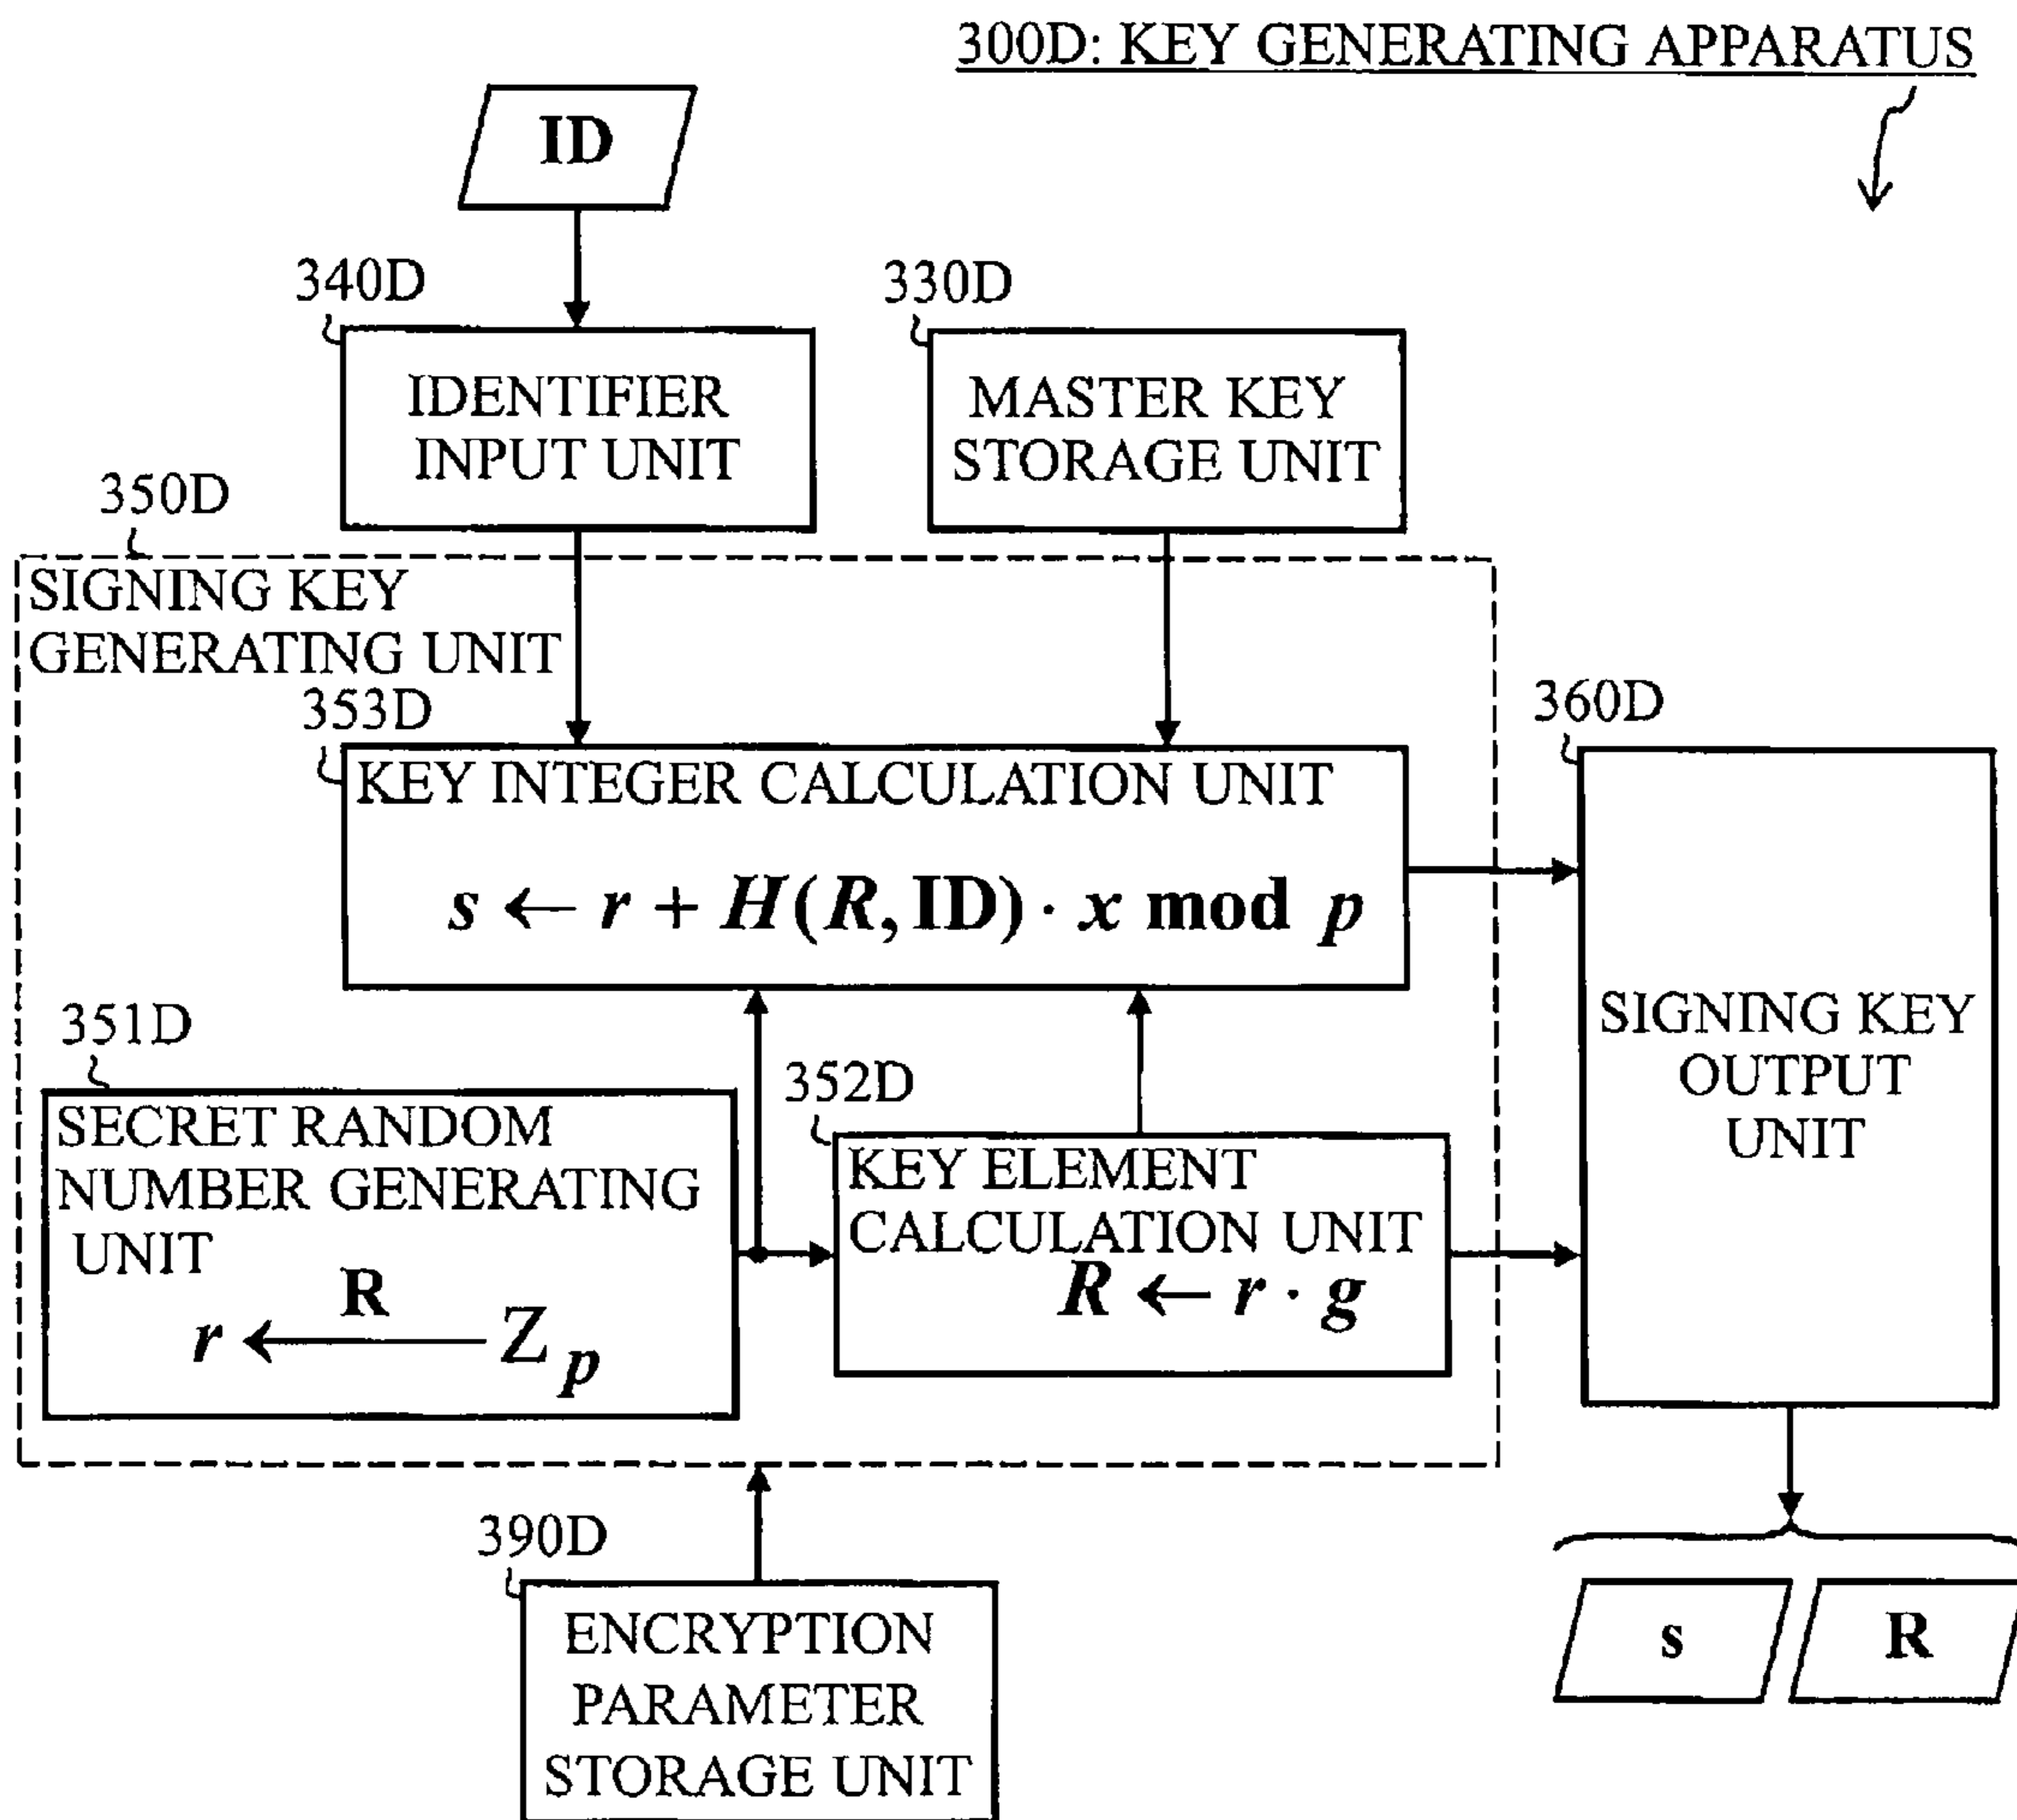 300D: KEY GENERATING APPARATUS
ID
340D
330D
IDENTIFIER
INPUT UNIT
MASTER KEY
STORAGE UNIT
350D
SIGNING KEY
GENERATING UNIT
353D
360D
KEY INTEGER CALCULATION UNIT
s ← r + H(R, ID) · x mod p
351D
352D
SECRET RANDOM
NUMBER GENERATING
UNIT
R
r ← Z p
KEY ELEMENT
CALCULATION UNIT
R ← r · g
SIGNING KEY
OUTPUT
UNIT
390D
ENCRYPTION
PARAMETER
STORAGE UNIT
s
R